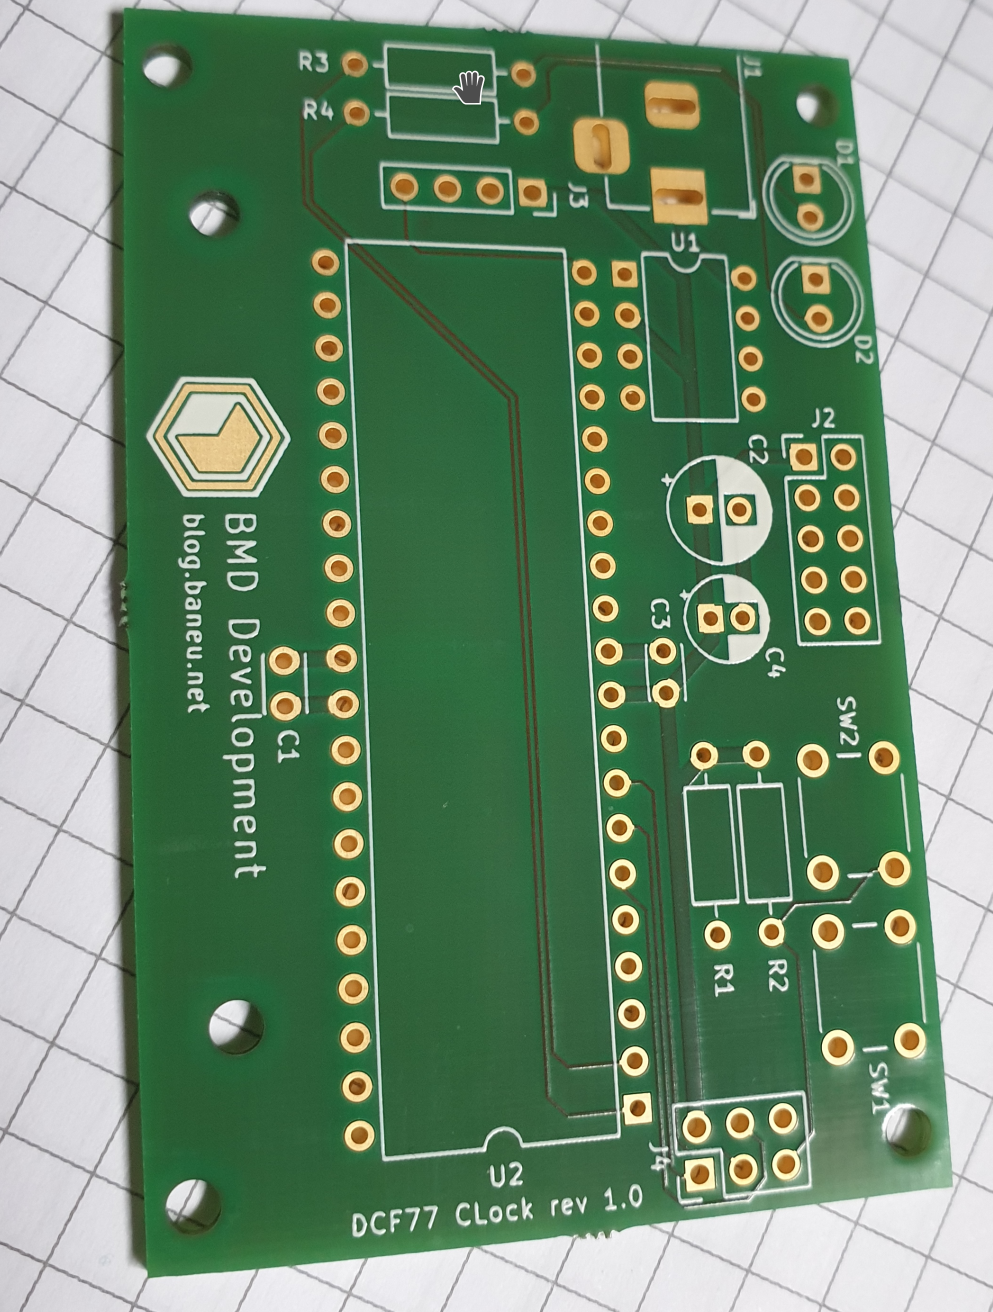 R3
J1
R4
D1
J3
U1
D2
J2
C2
+
BMD Development
blog.baneu.net
+
C3
C4
C1
SW2
R1
R2
SW1
J4
U2
DCF77 CLock rev 1.0